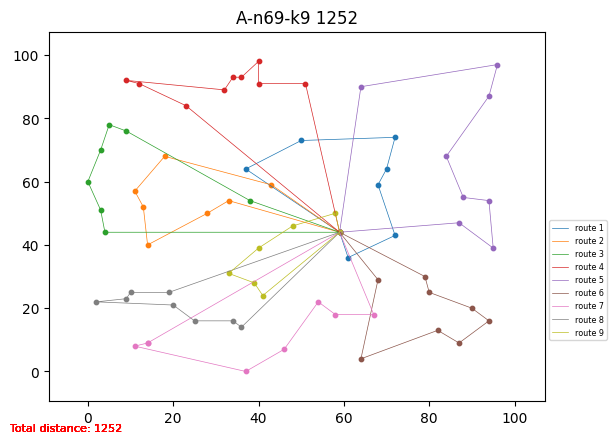 A-n69-k9 1252
100
80
60
40
20
0
0 20 40 60 80 100
route 1
route 2
route 3
route 4
route 5
route 6
route 7
route 8
route 9
Total distance: 1252